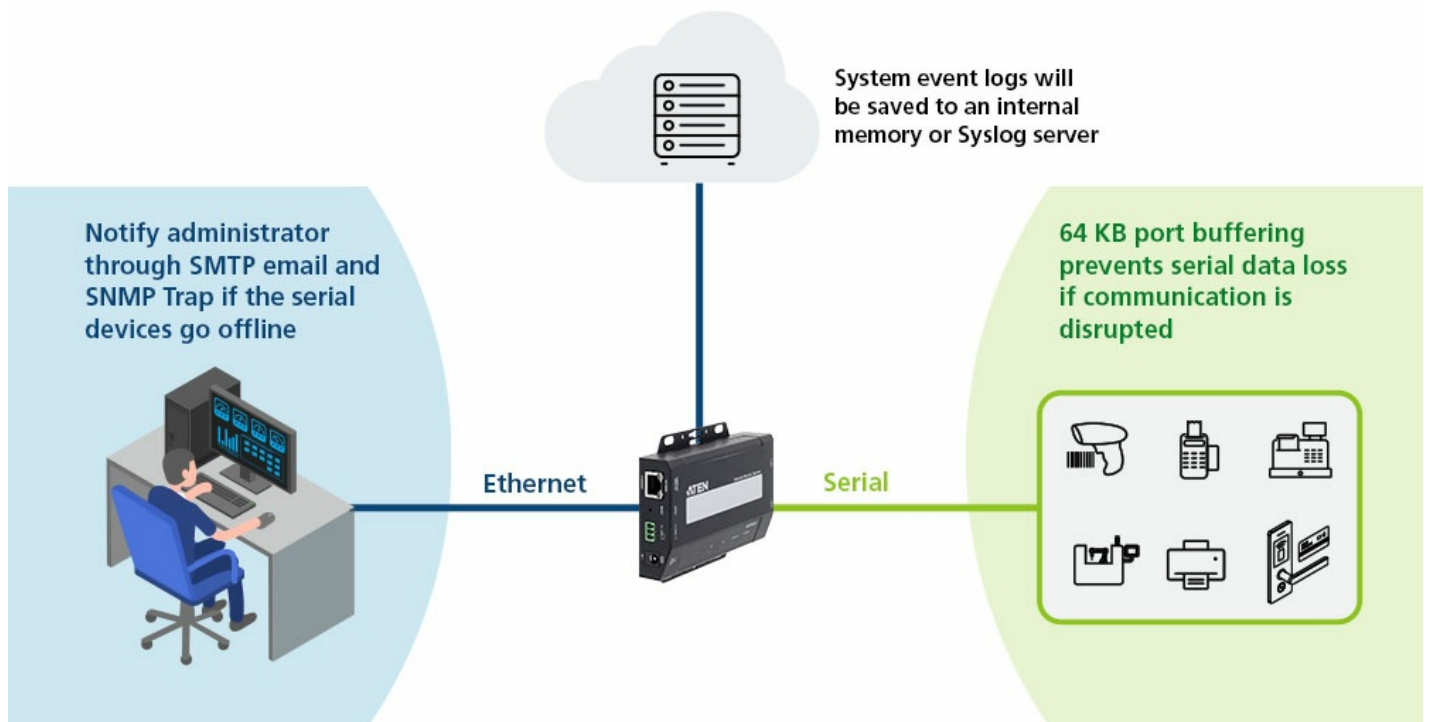 System event logs will
be saved to an internal
memory or Syslog server
Notify administrator
through SMTP email and
SNMP Trap if the serial
devices go offline
64 KB port buffering
prevents serial data loss
if communication is
disrupted
Ethernet
ATEN
Serial